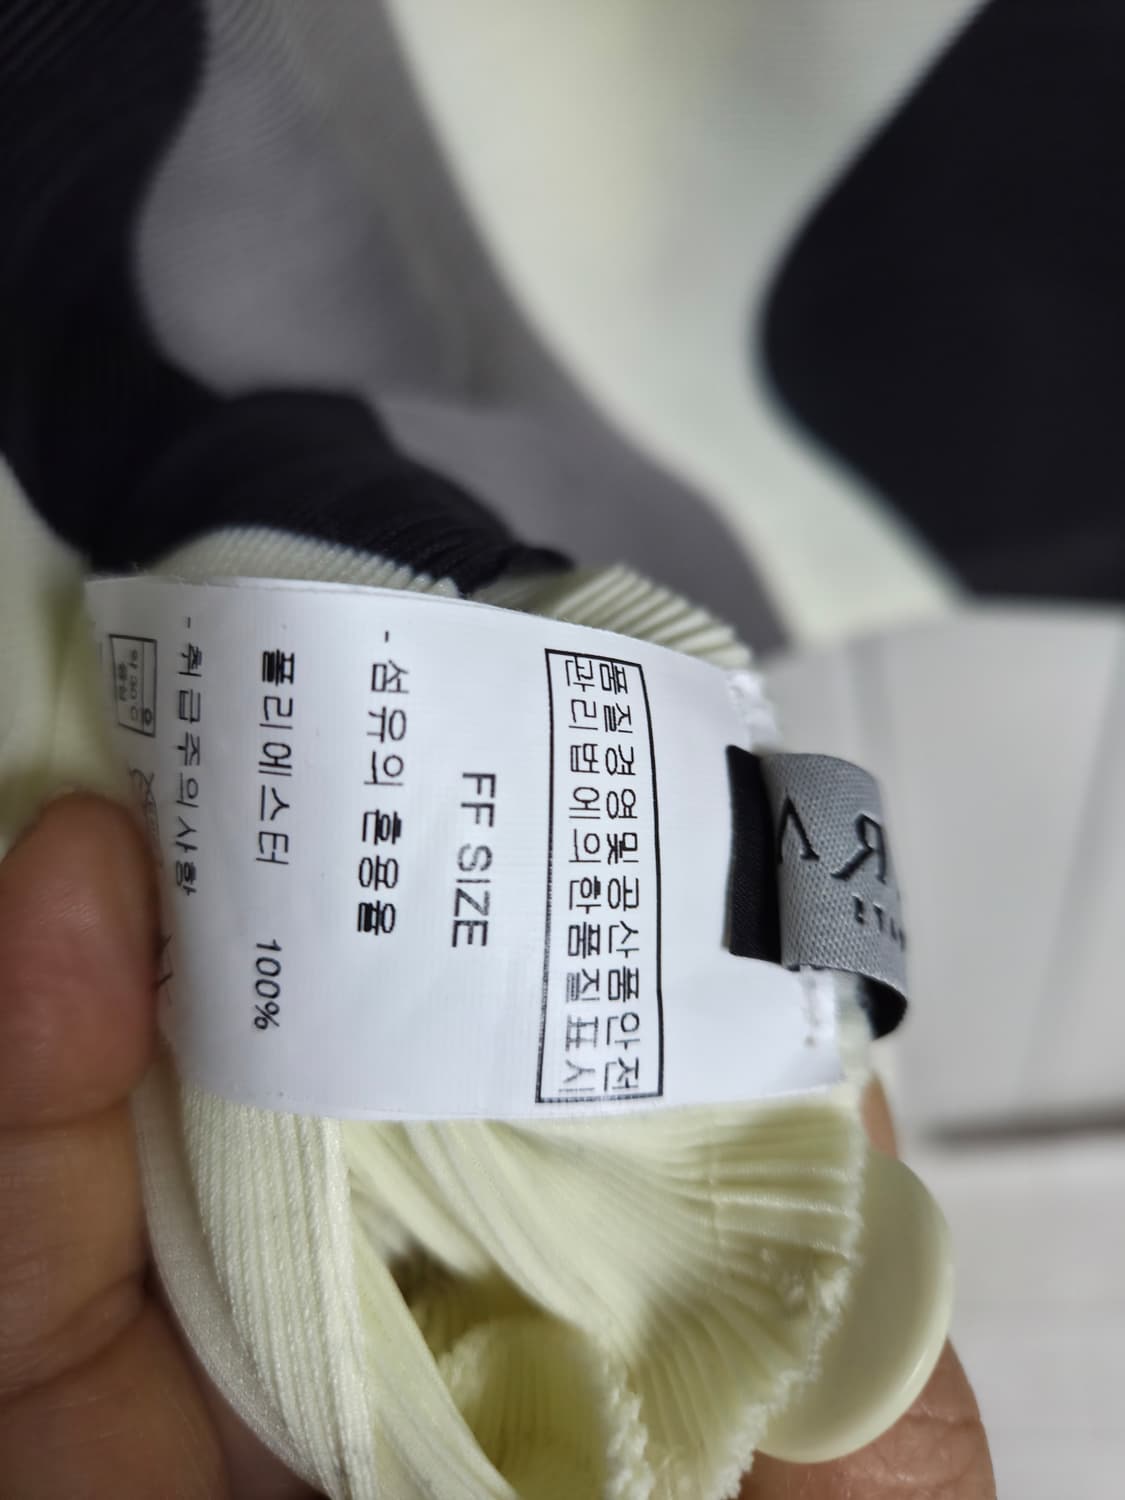 품질경영및공산품안전
관리법에의한품질표시
FF SIZE
- 섬유의 혼용율
폴리에스터 100%
- 취급주의사항